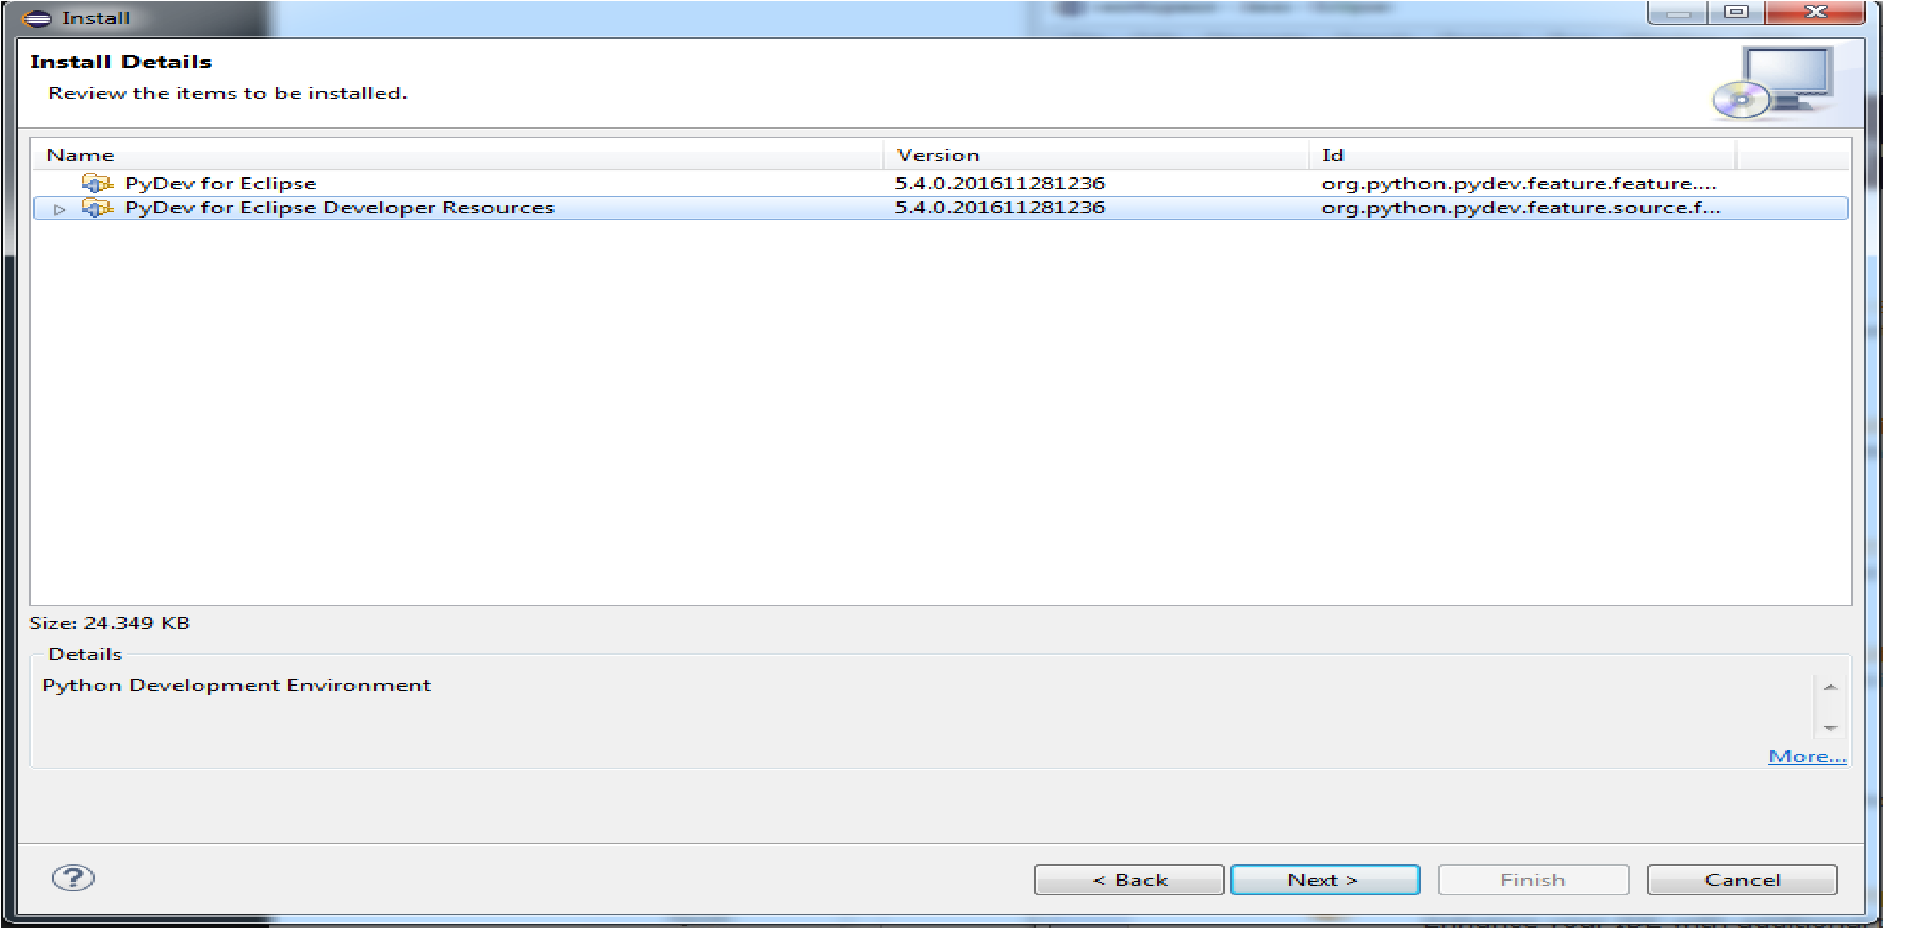 Install
Install Details
Review the items to be installed.
Name Version Id
PyDev for Eclipse 5.4.0.201611281236 org.python.pydev.feature.feature....
PyDev for Eclipse Developer Resources 5.4.0.201611281236 org.python.pydev.feature.source.f...
Size: 24.349 KB
Details
Python Development Environment
More...
< Back Next > Finish Cancel